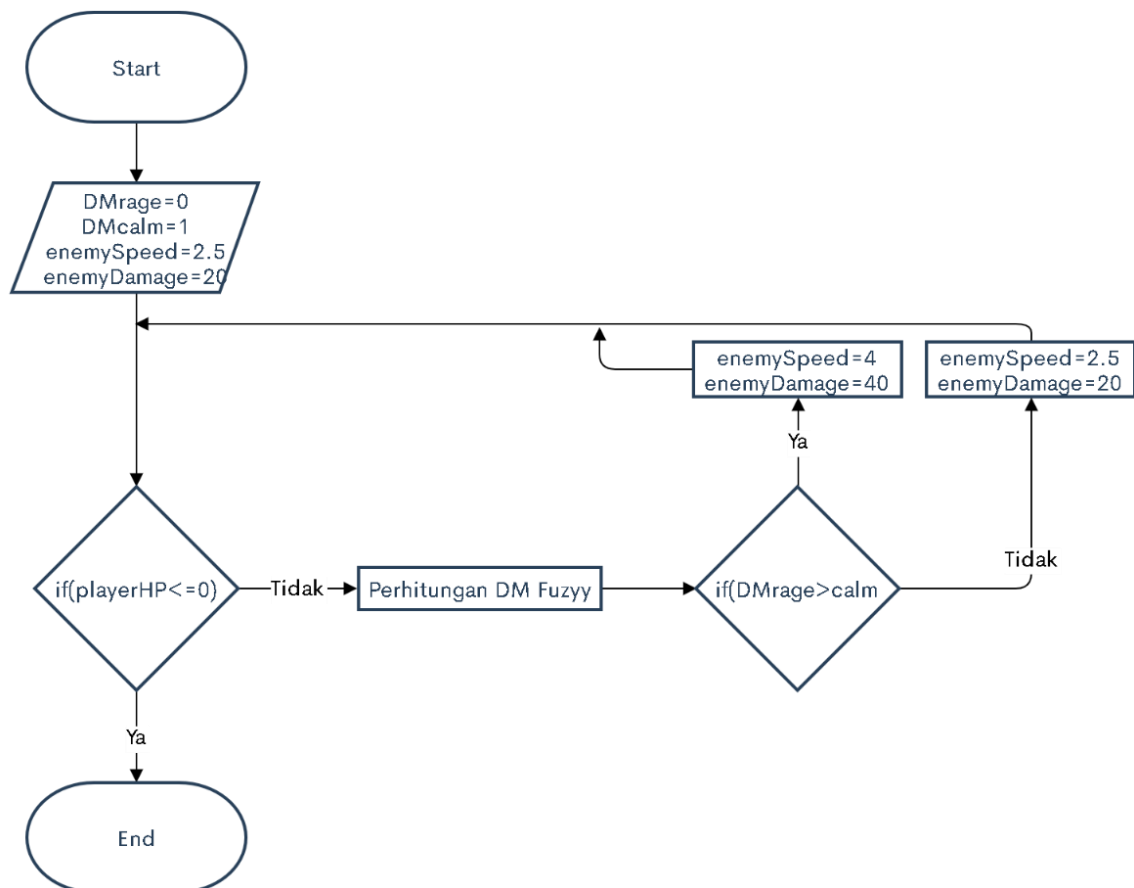 Start
DMrage=0
DMcalm=1
enemySpeed=2.5
enemyDamage=20
enemySpeed=4
enemyDamage=40
enemySpeed=2.5
enemyDamage=20
Ya
Tidak
if(playerHP<=0)
Tidak
Perhitungan DM Fuzyy
if(DMrage>calm
Ya
End